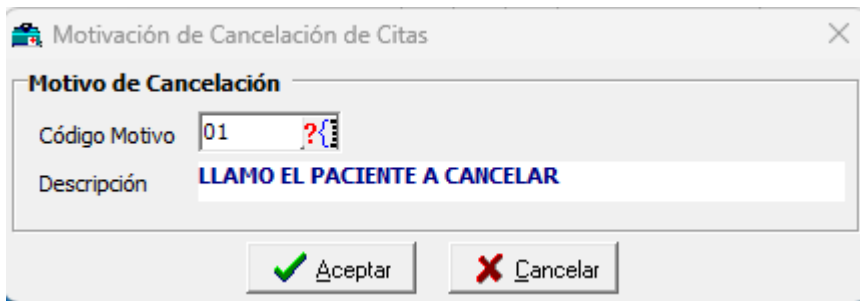 Motivación de Cancelación de Citas
Motivo de Cancelación
Código Motivo 01 ?{
Descripción LLAMO EL PACIENTE A CANCELAR
Aceptar Cancelar